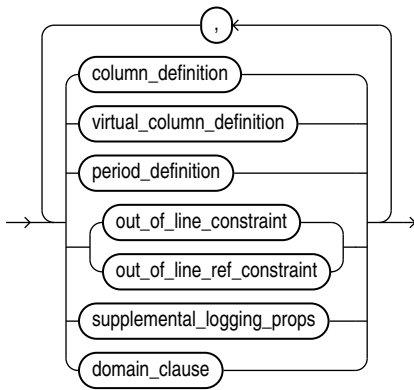 ,
column_definition
virtual_column_definition
period_definition
out_of_line_constraint
out_of_line_ref_constraint
supplemental_logging_props
domain_clause